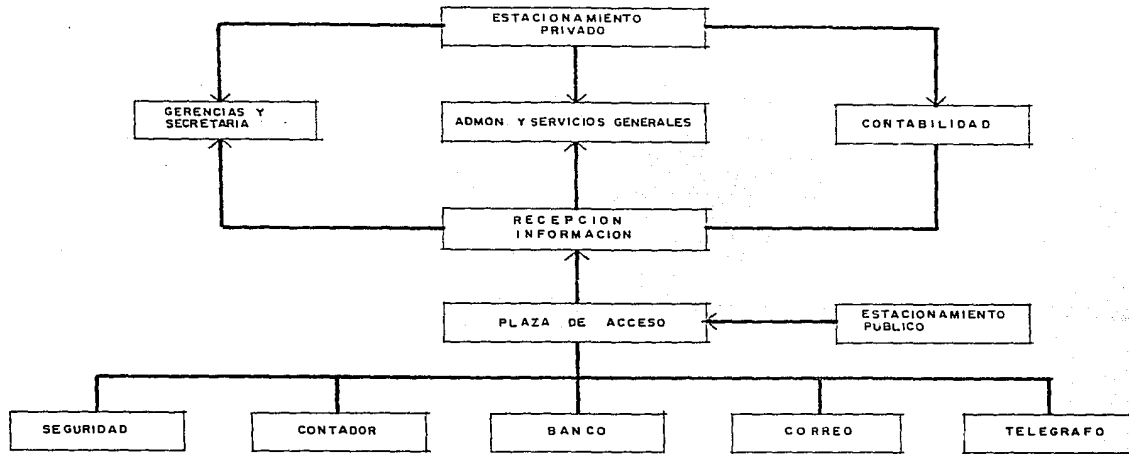 ESTACIONAMIENTO
PRIVADO
GERENCIAS Y
SECRETARIA
ADMON. Y SERVICIOS GENERALES
CONTABILIDAD
RECEPCION
INFORMACION
PLAZA DE ACCESO
ESTACIONAMIENTO
PUBLICO
SEGURIDAD
CONTADOR
BANCO
CORREO
TELEGRAFO